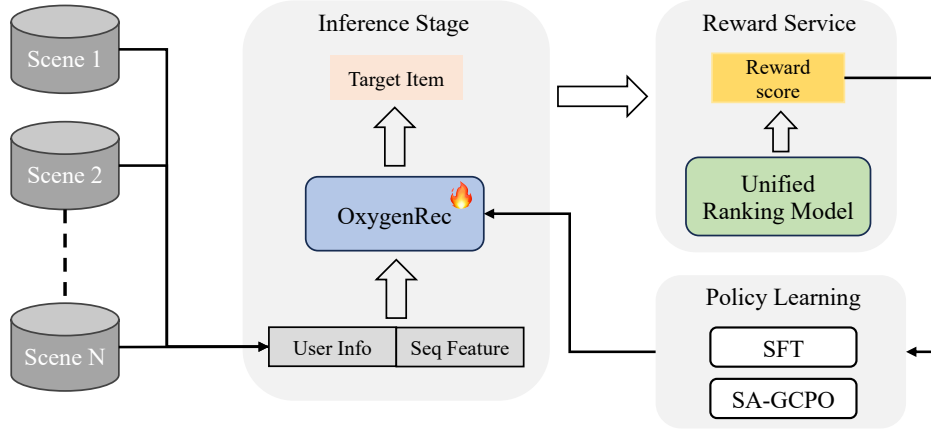 Scene 1
Scene 2
Scene N
Inference Stage
Target Item
OxygenRec
User Info
Seq Feature
Reward Service
Reward
score
Unified
Ranking Model
Policy Learning
SFT
SA-GCPO